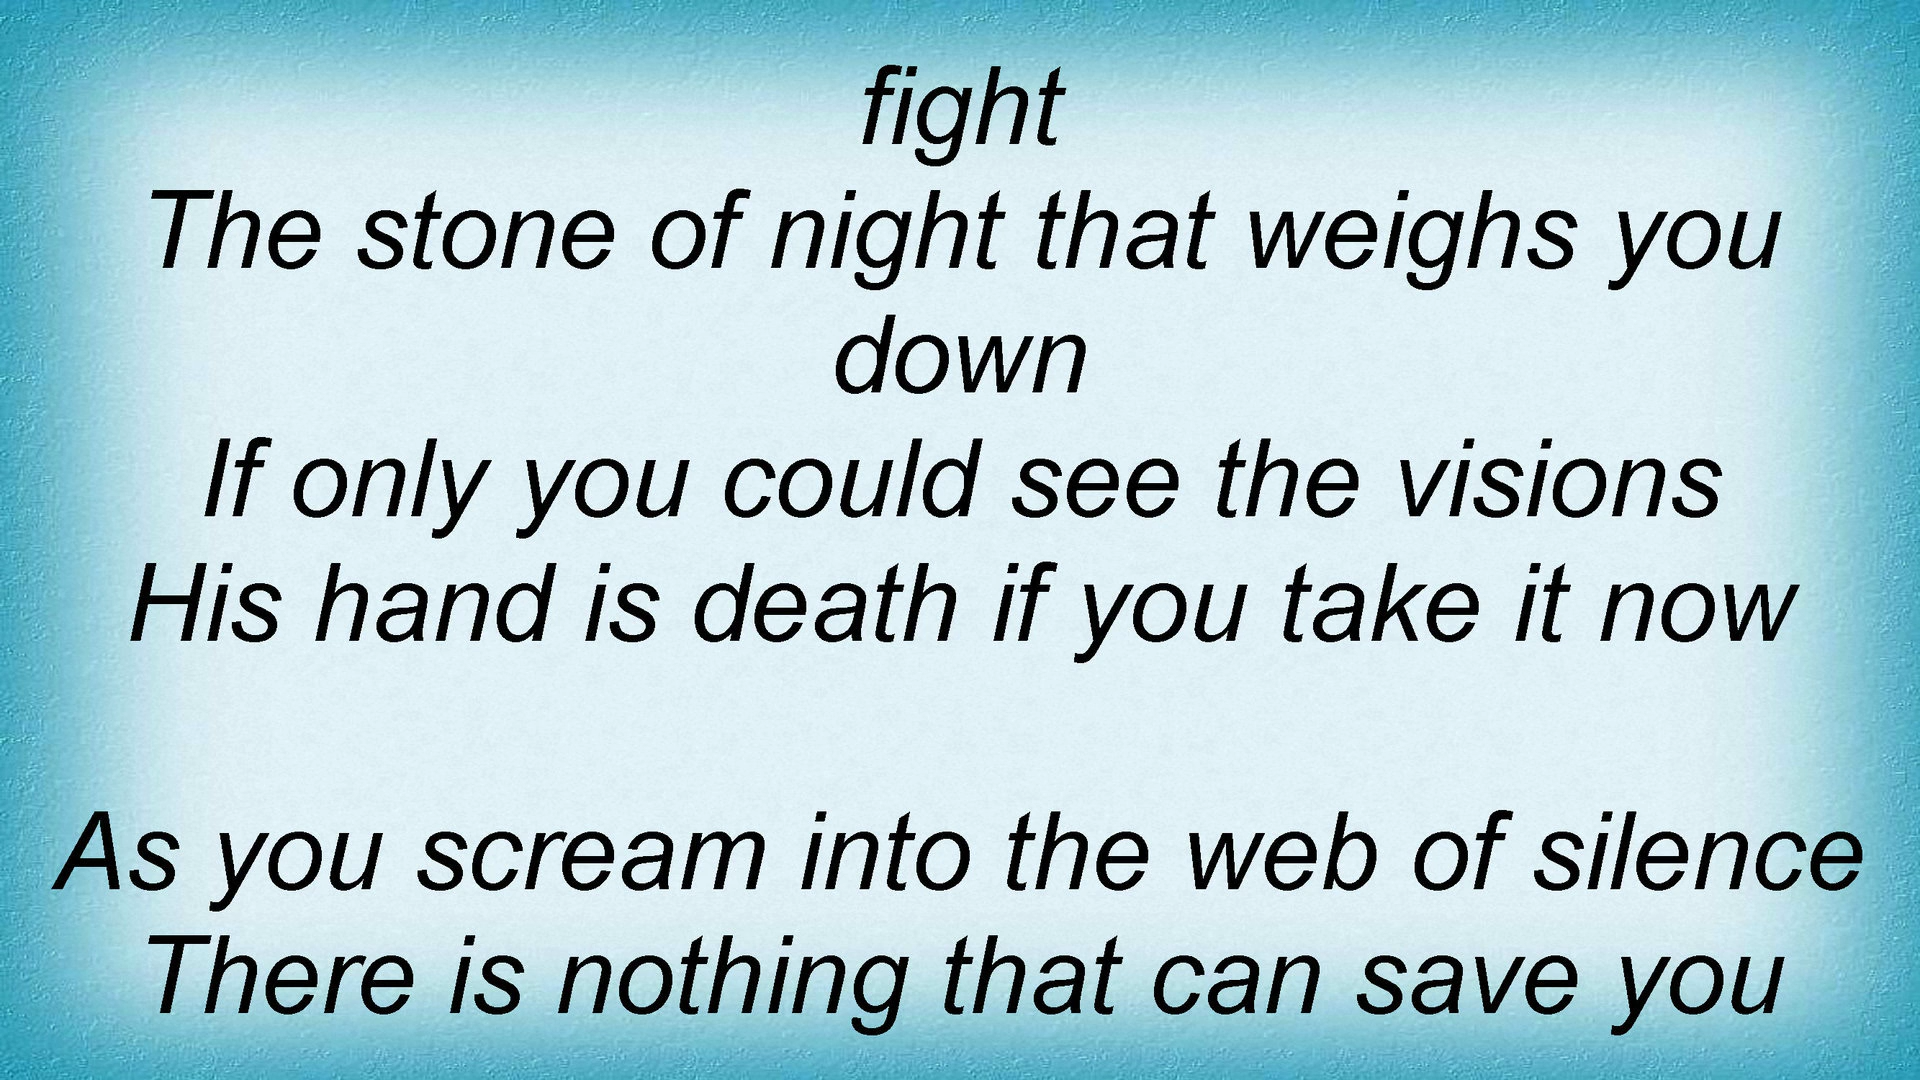 fight
The stone of night that weighs you
down
If only you could see the visions
His hand is death if you take it now
As you scream into the web of silence
There is nothing that can save you